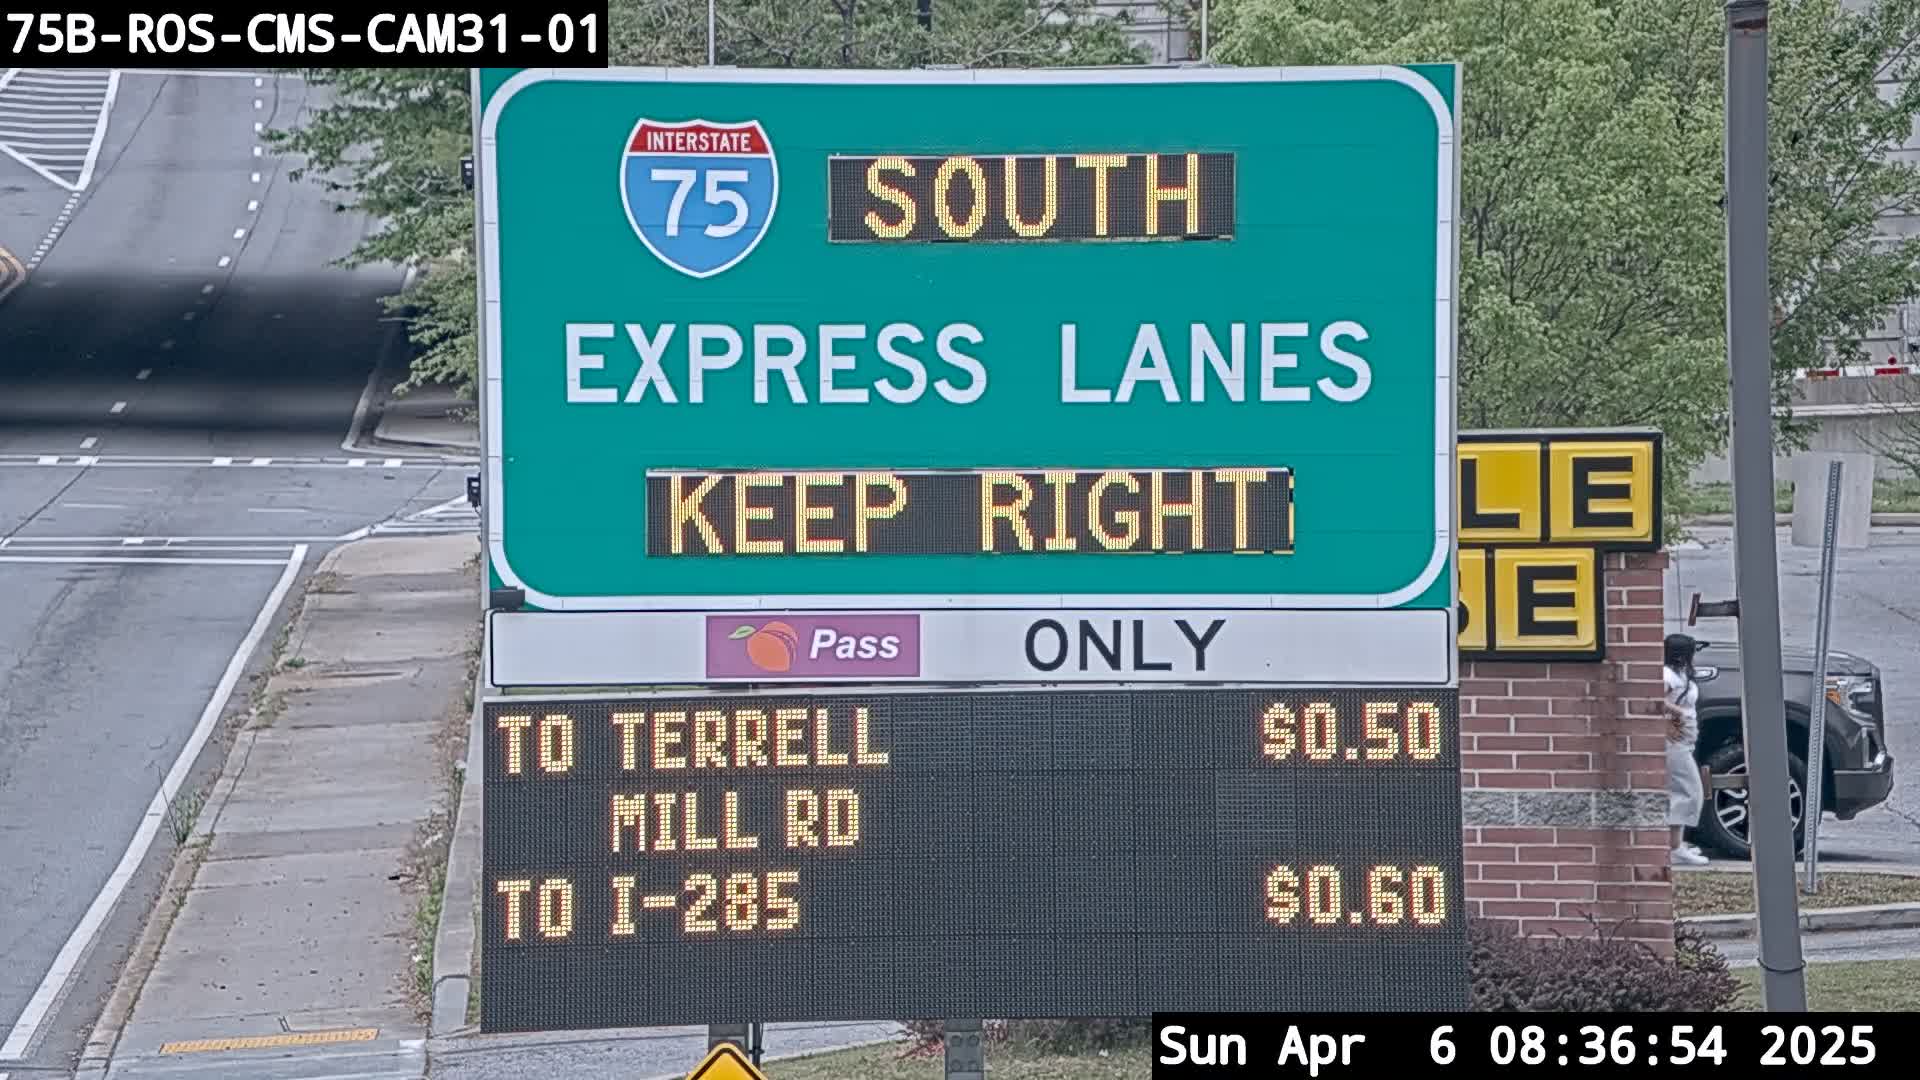 75B-ROS-CMS-CAM31-01
INTERSTATE
75
SOUTH
EXPRESS LANES
KEEP RIGHT
Pass ONLY
TO TERRELL $0.50
MILL RD
TO I-285 $0.60
LE
E
Sun Apr 6 08:36:54 2025